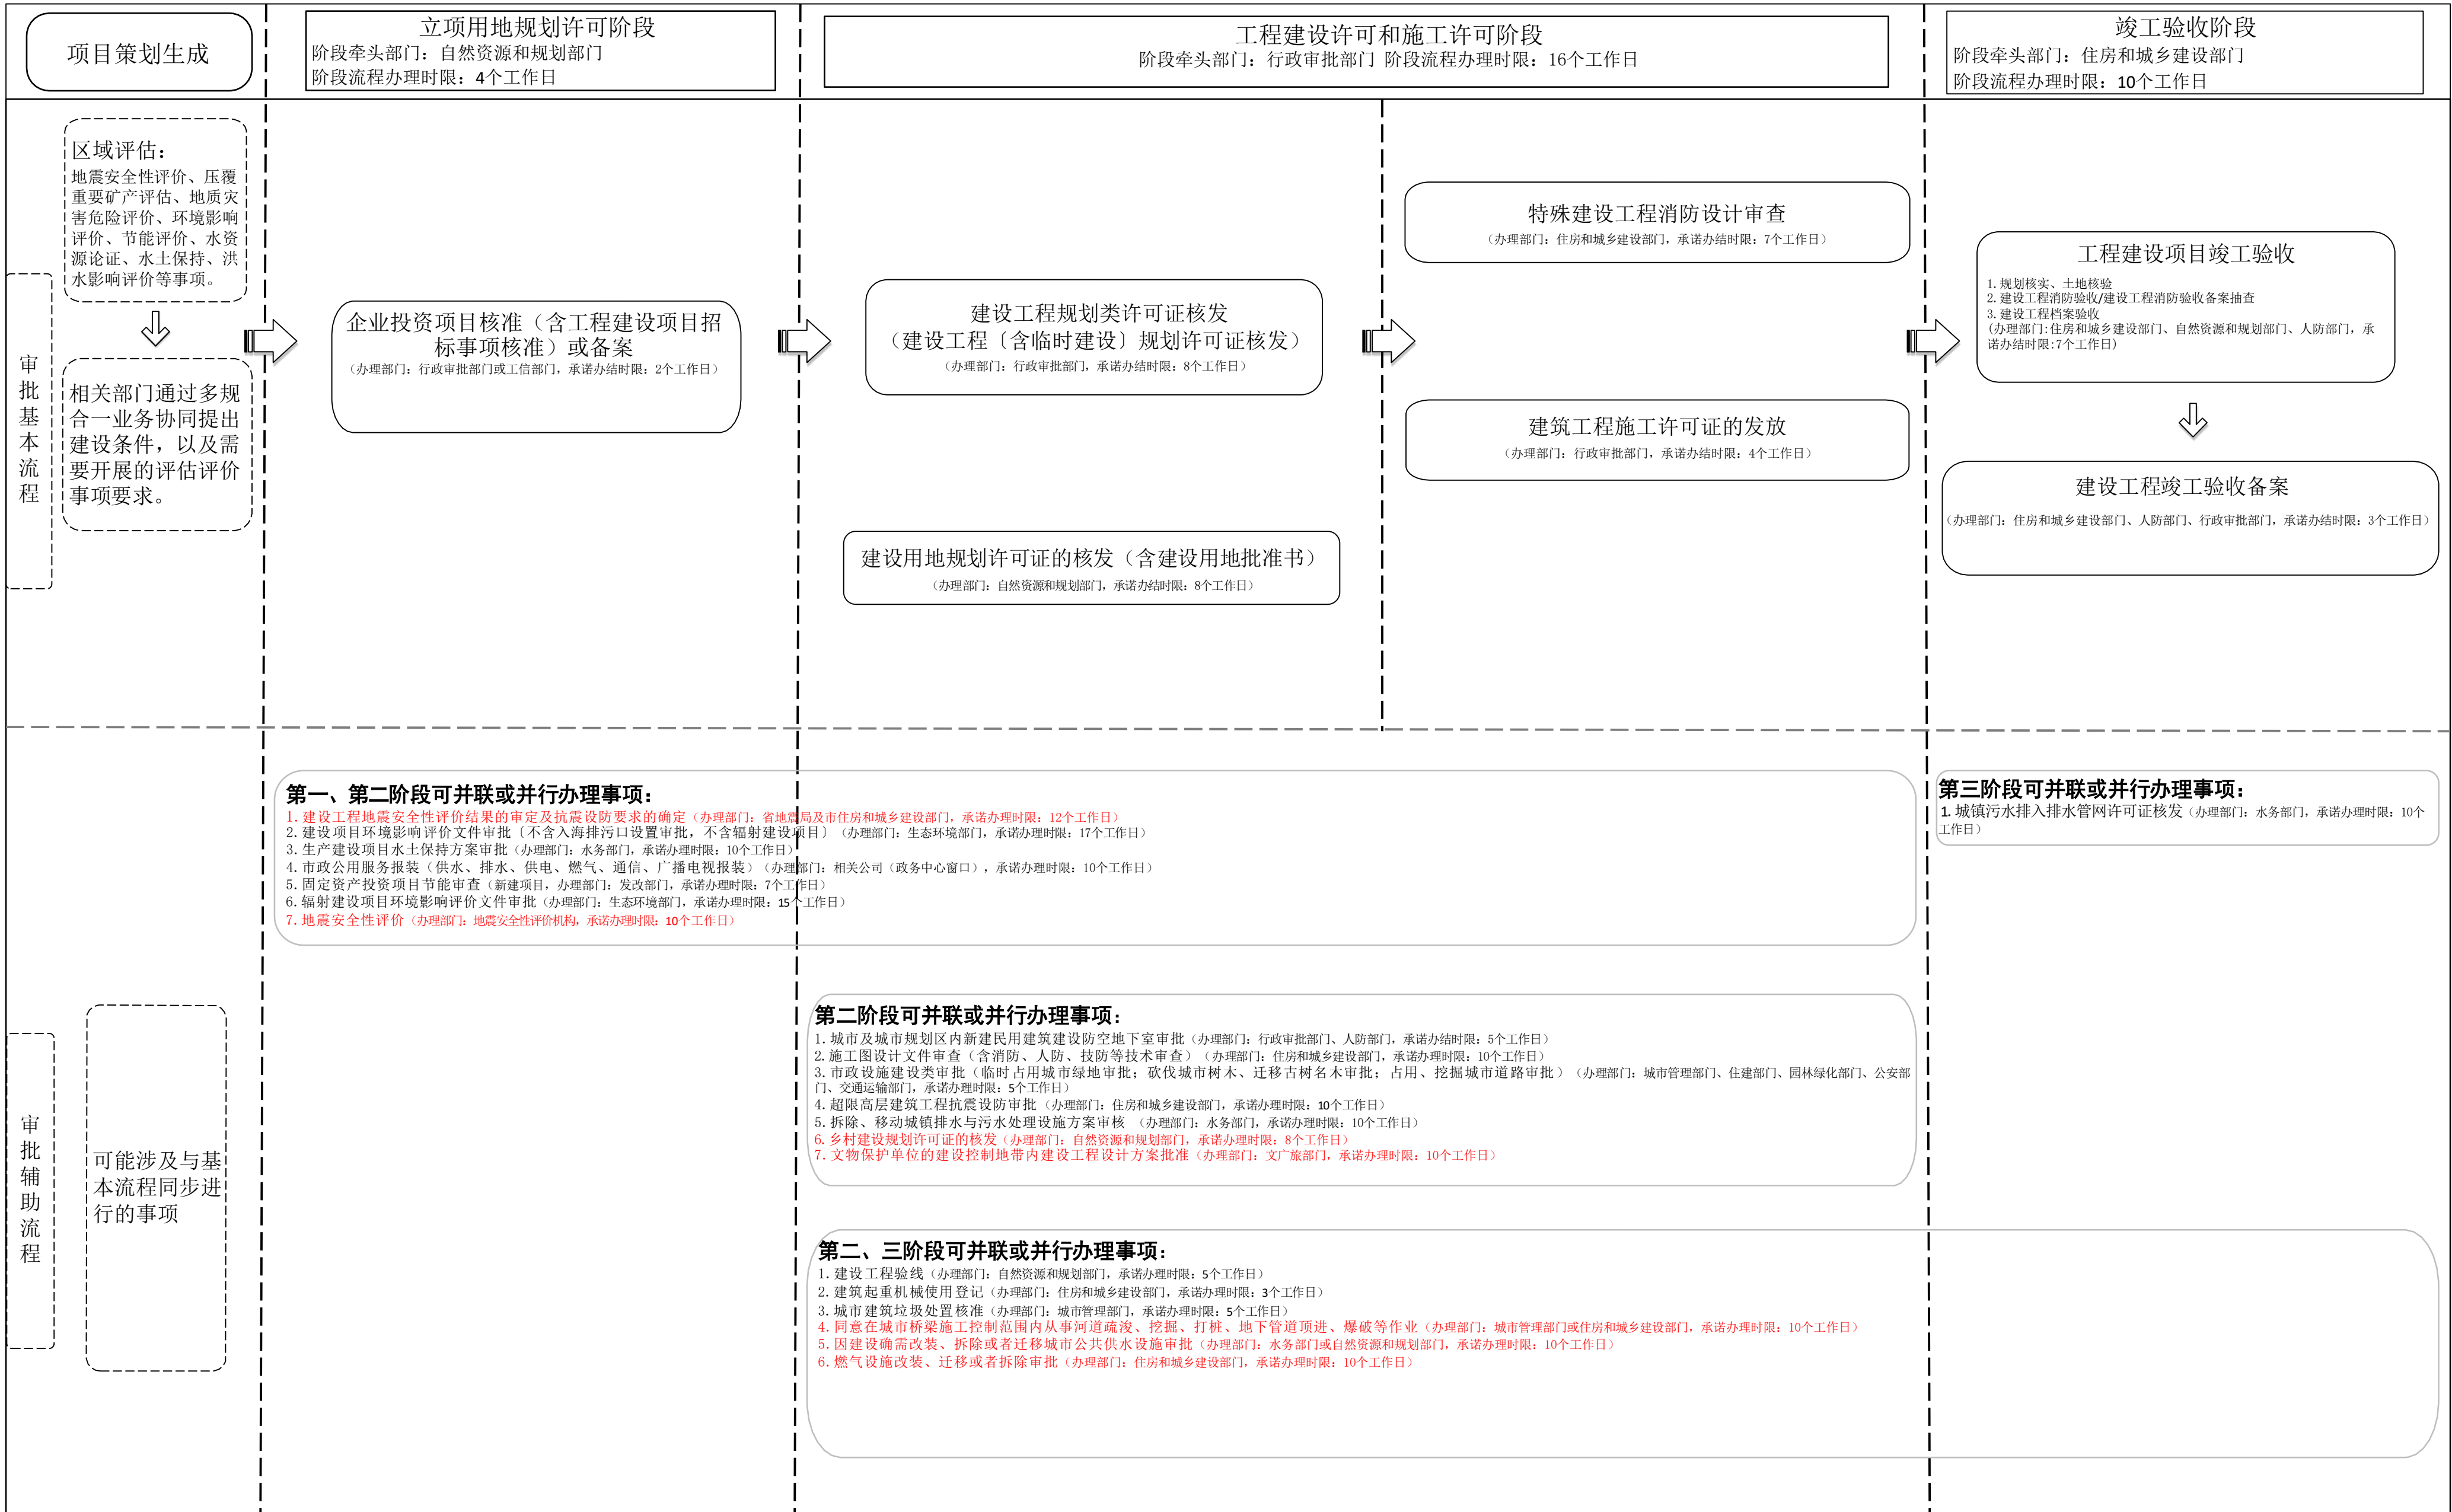 项目策划生成
立项用地规划许可阶段
阶段牵头部门：自然资源和规划部门
阶段流程办理时限：4个工作日
工程建设许可和施工许可阶段
阶段牵头部门：行政审批部门 阶段流程办理时限：16个工作日
竣工验收阶段
阶段牵头部门：住房和城乡建设部门
阶段流程办理时限：10个工作日
审批基本流程
区域评估：
地震安全性评价、压覆
重要矿产评估、地质灾
害危险评价、环境影响
评价、节能评价、水资
源论证、水土保持、洪
水影响评价等事项。
相关部门通过多规
合一业务协同提出
建设条件，以及需
要开展的评估评价
事项要求。
企业投资项目核准（含工程建设项目招
标事项核准）或备案
（办理部门：行政审批部门或工信部门，承诺办结时限：2个工作日）
建设工程规划类许可证核发
（建设工程〔含临时建设〕规划许可证核发）
（办理部门：行政审批部门，承诺办结时限：8个工作日）
建设用地规划许可证的核发（含建设用地批准书）
（办理部门：自然资源和规划部门，承诺办结时限：8个工作日）
特殊建设工程消防设计审查
（办理部门：住房和城乡建设部门，承诺办结时限：7个工作日）
建筑工程施工许可证的发放
（办理部门：行政审批部门，承诺办结时限：4个工作日）
工程建设项目竣工验收
1.规划核实、土地核验
2.建设工程消防验收/建设工程消防验收备案抽查
3.建设工程档案验收
(办理部门:住房和城乡建设部门、自然资源和规划部门、人防部门，承
诺办结时限:7个工作日)
建设工程竣工验收备案
（办理部门：住房和城乡建设部门、人防部门、行政审批部门，承诺办结时限：3个工作日）
审批辅助流程
可能涉及与基
本流程同步进
行的事项
第一、第二阶段可并联或并行办理事项：
1.建设工程地震安全性评价结果的审定及抗震设防要求的确定（办理部门：省地震局及市住房和城乡建设部门，承诺办理时限：12个工作日）
2.建设项目环境影响评价文件审批〔不含入海排污口设置审批，不含辐射建设项目〕（办理部门：生态环境部门，承诺办理时限：17个工作日）
3.生产建设项目水土保持方案审批（办理部门：水务部门，承诺办理时限：10个工作日）
4.市政公用服务报装（供水、排水、供电、燃气、通信、广播电视报装）（办理部门：相关公司（政务中心窗口），承诺办理时限：10个工作日）
5.固定资产投资项目节能审查（新建项目，办理部门：发改部门，承诺办理时限：7个工作日）
6.辐射建设项目环境影响评价文件审批（办理部门：生态环境部门，承诺办理时限：15个工作日）
7.地震安全性评价（办理部门：地震安全性评价机构，承诺办理时限：10个工作日）
第三阶段可并联或并行办理事项：
1.城镇污水排入排水管网许可证核发（办理部门：水务部门，承诺办理时限：10个
工作日）
第二阶段可并联或并行办理事项：
1.城市及城市规划区内新建民用建筑建设防空地下室审批（办理部门：行政审批部门、人防部门，承诺办结时限：5个工作日）
2.施工图设计文件审查（含消防、人防、技防等技术审查）（办理部门：住房和城乡建设部门，承诺办理时限：10个工作日）
3.市政设施建设类审批（临时占用城市绿地审批；砍伐城市树木、迁移古树名木审批；占用、挖掘城市道路审批）（办理部门：城市管理部门、住建部门、园林绿化部门、公安部
门、交通运输部门，承诺办理时限：5个工作日）
4.超限高层建筑工程抗震设防审批（办理部门：住房和城乡建设部门，承诺办理时限：10个工作日）
5.拆除、移动城镇排水与污水处理设施方案审核 （办理部门：水务部门，承诺办理时限：10个工作日）
6.乡村建设规划许可证的核发（办理部门：自然资源和规划部门，承诺办理时限：8个工作日）
7.文物保护单位的建设控制地带内建设工程设计方案批准（办理部门：文广旅部门，承诺办理时限：10个工作日）
第二、三阶段可并联或并行办理事项：
1.建设工程验线（办理部门：自然资源和规划部门，承诺办理时限：5个工作日）
2.建筑起重机械使用登记（办理部门：住房和城乡建设部门，承诺办理时限：3个工作日）
3.城市建筑垃圾处置核准（办理部门：城市管理部门，承诺办理时限：5个工作日）
4.同意在城市桥梁施工控制范围内从事河道疏浚、挖掘、打桩、地下管道顶进、爆破等作业（办理部门：城市管理部门或住房和城乡建设部门，承诺办理时限：10个工作日）
5.因建设确需改装、拆除或者迁移城市公共供水设施审批（办理部门：水务部门或自然资源和规划部门，承诺办理时限：10个工作日）
6.燃气设施改装、迁移或者拆除审批（办理部门：住房和城乡建设部门，承诺办理时限：10个工作日）